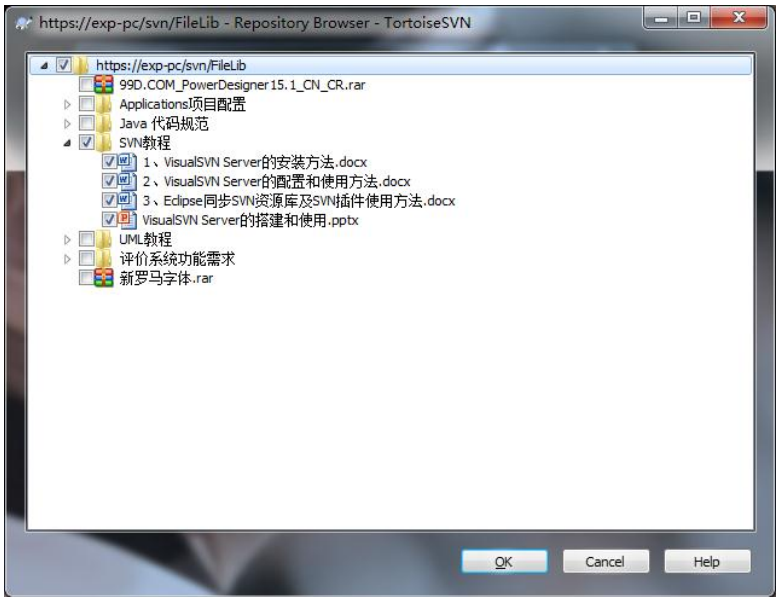 https://exp-pc/svn/FileLib - Repository Browser - TortoiseSVN
https://exp-pc/svn/FileLib
99D.COM_PowerDesigner15.1_CN_CR.rar
Applications项目配置
Java 代码规范
SVN教程
1、VisualSVN Server的安装方法.docx
2、VisualSVN Server的配置和使用方法.docx
3、Eclipse同步SVN资源库及SVN插件使用方法.docx
VisualSVN Server的搭建和使用.pptx
UML教程
评价系统功能需求
新罗马字体.rar
OK Cancel Help